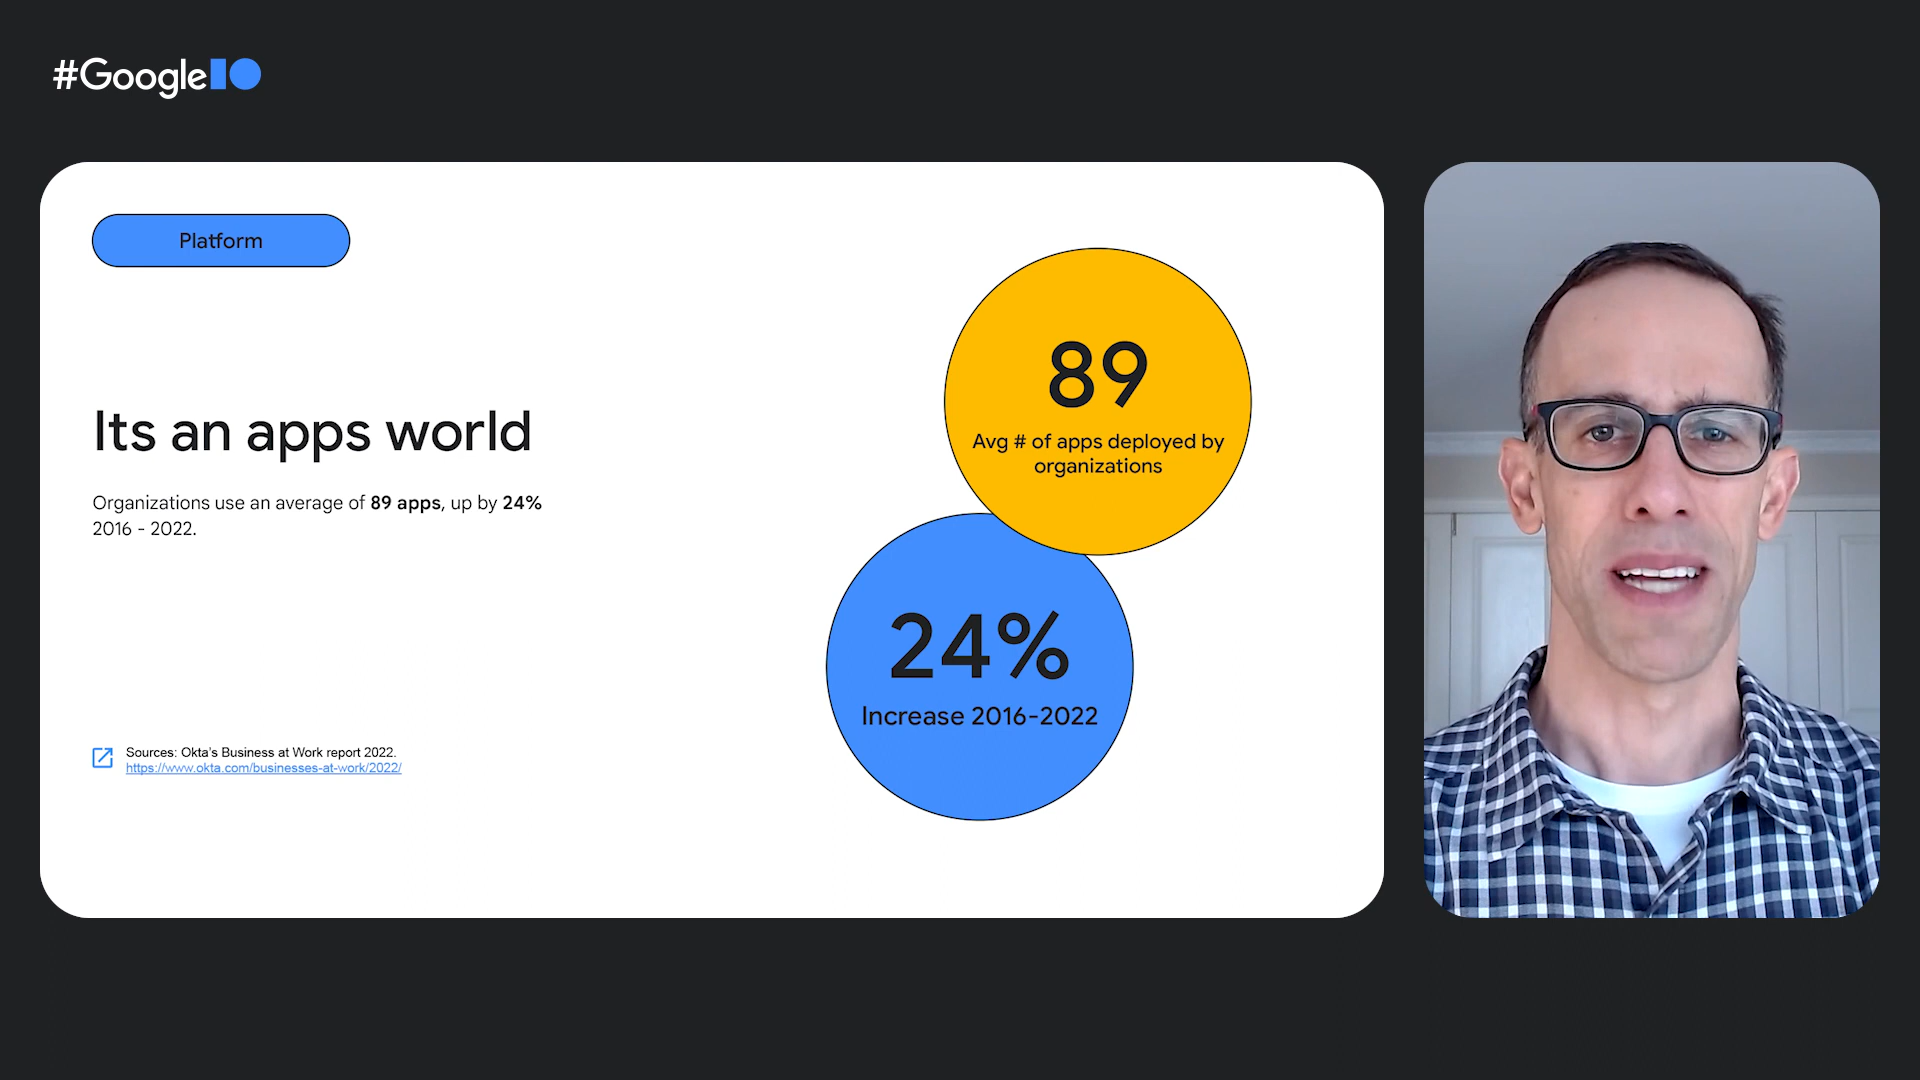 #GoogleIO
Platform
Its an apps world
Organizations use an average of 89 apps, up by 24%
2016 - 2022.
Sources: Okta's Business at Work report 2022.
https://www.okta.com/businesses-at-work/2022/
89
Avg # of apps deployed by
organizations
24%
Increase 2016-2022